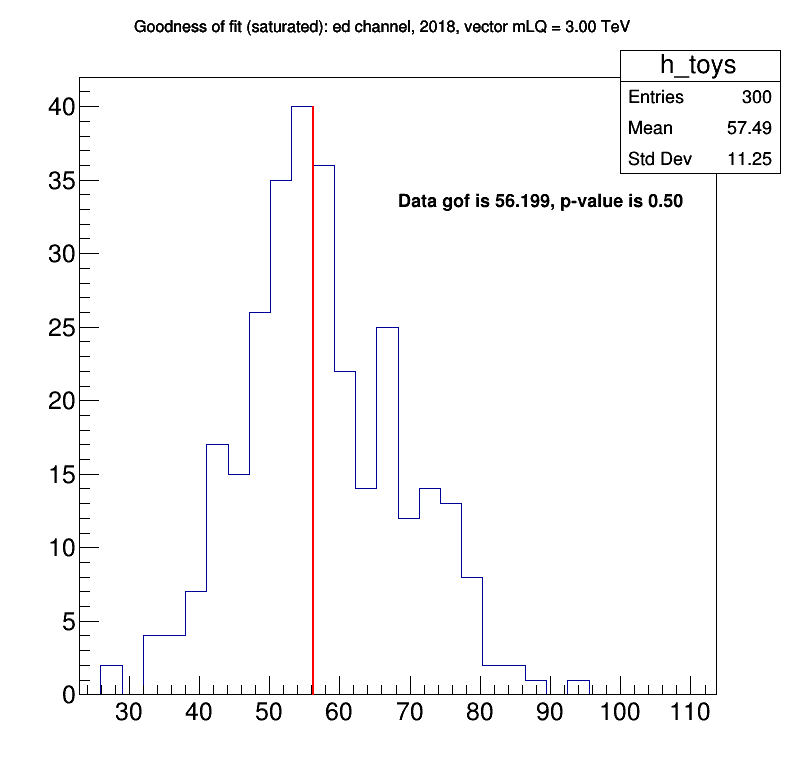 Goodness of fit (saturated): ed channel, 2018, vector mLQ = 3.00 TeV
h_toys
Entries 300
Mean 57.49
Std Dev 11.25
Data gof is 56.199, p-value is 0.50
40
35
30
25
20
15
10
5
0
30 40 50 60 70 80 90 100 110